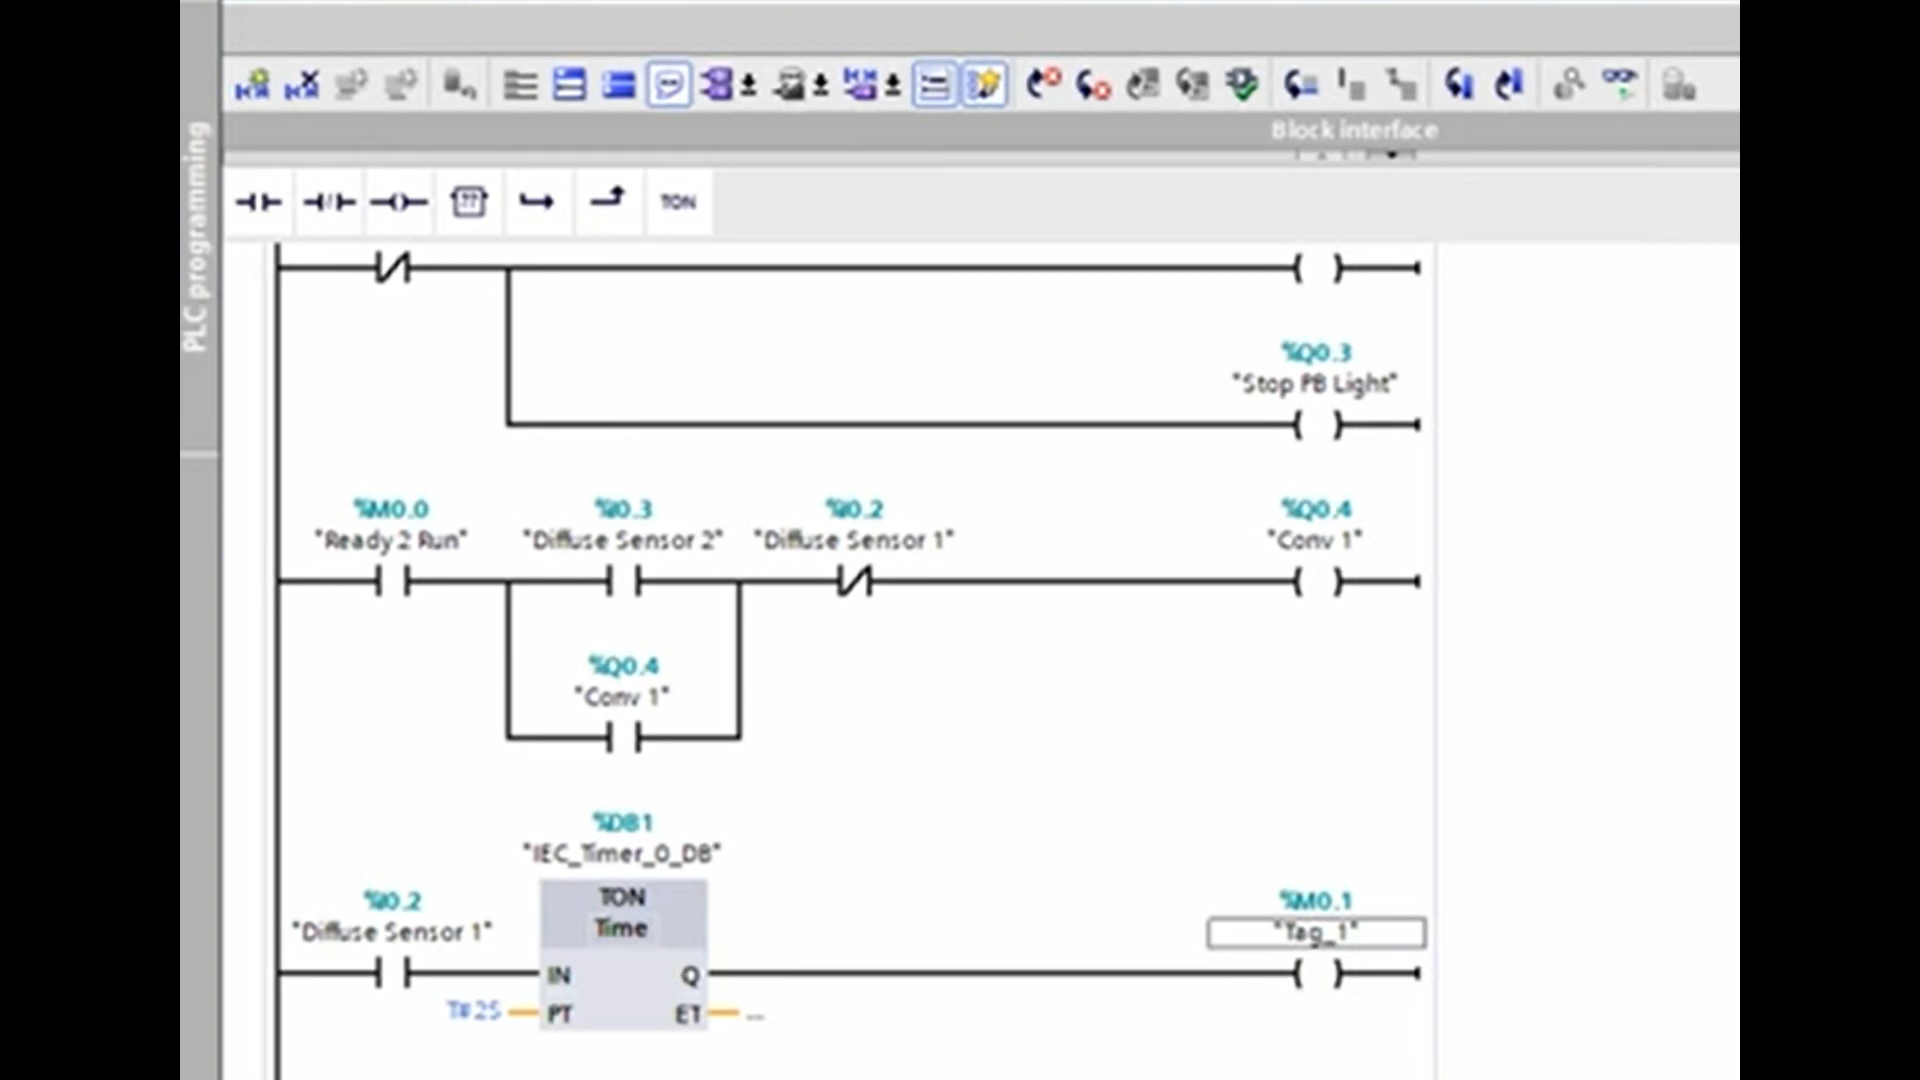 PLC programming
Block interface
TON
%Q0.3
"Stop PB Light"
%M0.0
%I0.3
%I0.2
%Q0.4
"Ready 2 Run"
"Diffuse Sensor 2"
"Diffuse Sensor 1"
"Conv 1"
%Q0.4
"Conv 1"
%DB1
"IEC_Timer_0_DB"
TON
Time
%I0.2
"Diffuse Sensor 1"
%M0.1
"Tag_1"
IN
Q
T#2S
PT
ET
...